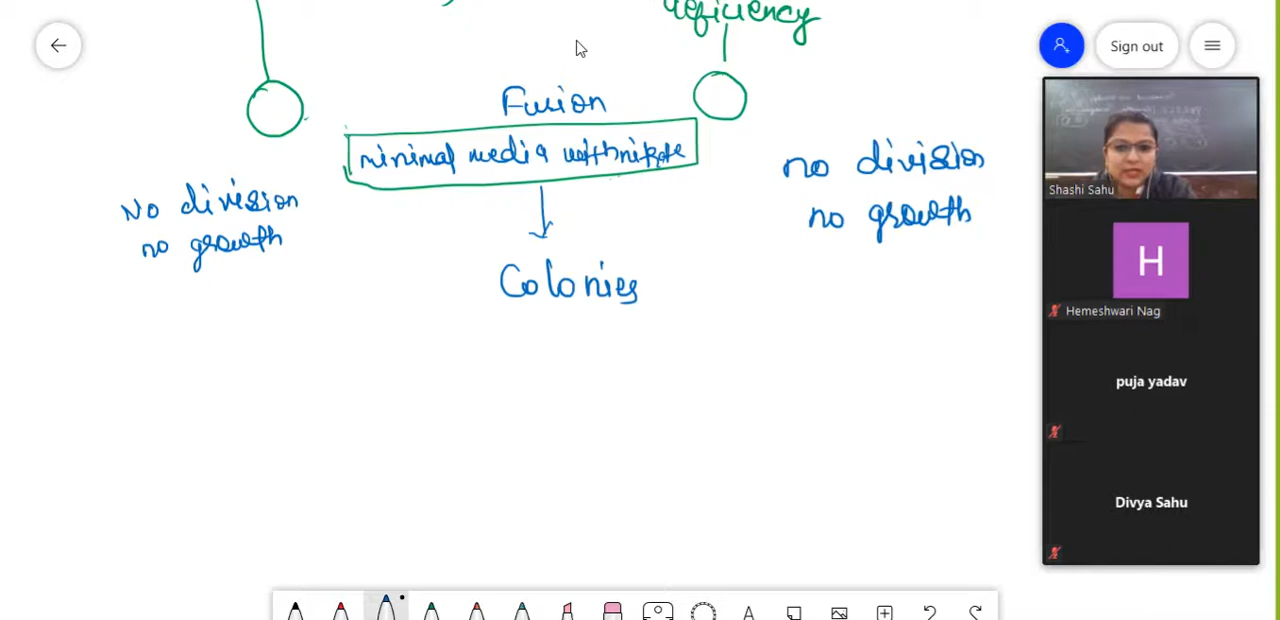 deficiency
Sign out
Fusion
minimal media with nitrate
No division
no growth
no division
no growth
Colonies
Shashi Sahu
H
Hemeshwari Nag
puja yadav
Divya Sahu
A